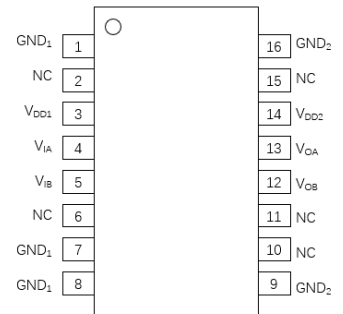 GND₁ 1 16 GND₂
NC 2 15 NC
VDD1 3 14 VDD2
VIA 4 13 VOA
VIB 5 12 VOB
NC 6 11 NC
GND₁ 7 10 NC
GND₁ 8 9 GND₂